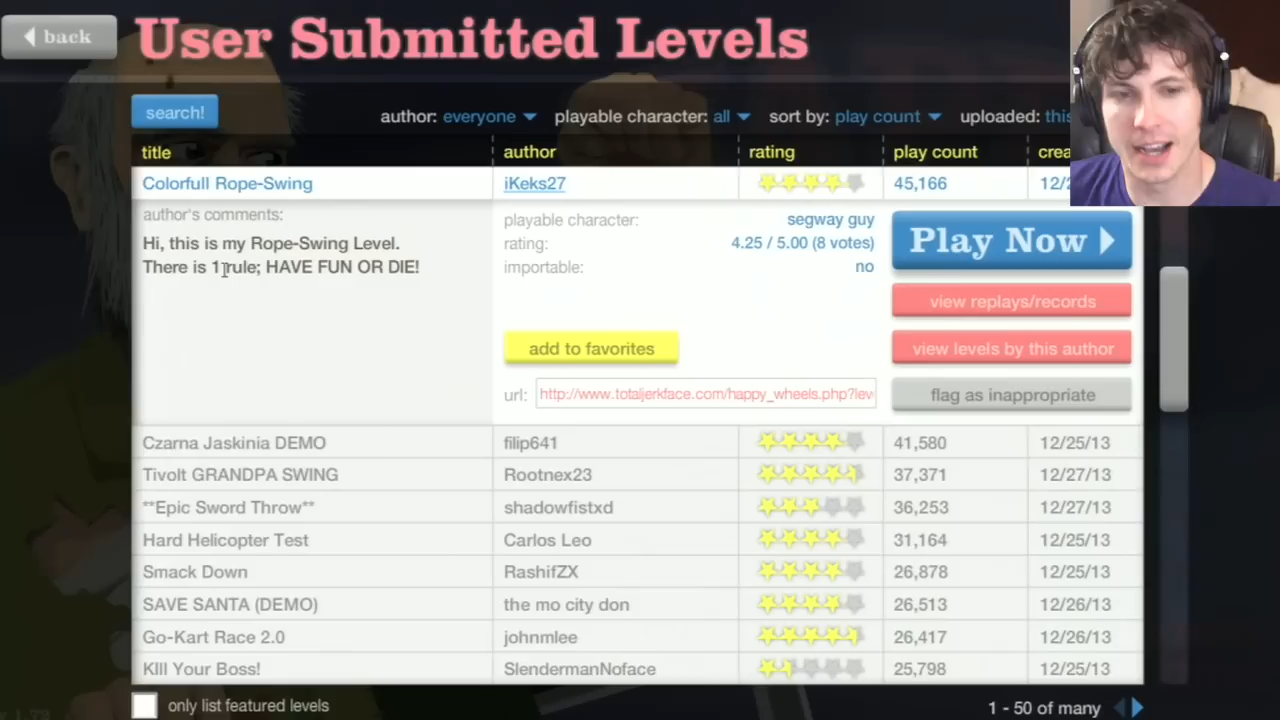 back
User Submitted Levels
search!
author: everyone playable character: all sort by: play count uploaded: this
title author rating play count crea
Colorfull Rope-Swing iKeks27 45,166 12/2
author's comments:
Hi, this is my Rope-Swing Level.
There is 1 rule; HAVE FUN OR DIE!
playable character: segway guy
rating: 4.25 / 5.00 (8 votes)
importable: no
add to favorites
url: http://www.totaljerkface.com/happy_wheels.php?lev
Play Now
view replays/records
view levels by this author
flag as inappropriate
Czarna Jaskinia DEMO filip641 41,580 12/25/13
Tivolt GRANDPA SWING Rootnex23 37,371 12/27/13
**Epic Sword Throw** shadowfistxd 36,253 12/27/13
Hard Helicopter Test Carlos Leo 31,164 12/25/13
Smack Down RashifZX 26,878 12/25/13
SAVE SANTA (DEMO) the mo city don 26,513 12/26/13
Go-Kart Race 2.0 johnmlee 26,417 12/26/13
KIll Your Boss! SlendermanNoface 25,798 12/25/13
only list featured levels
1 - 50 of many